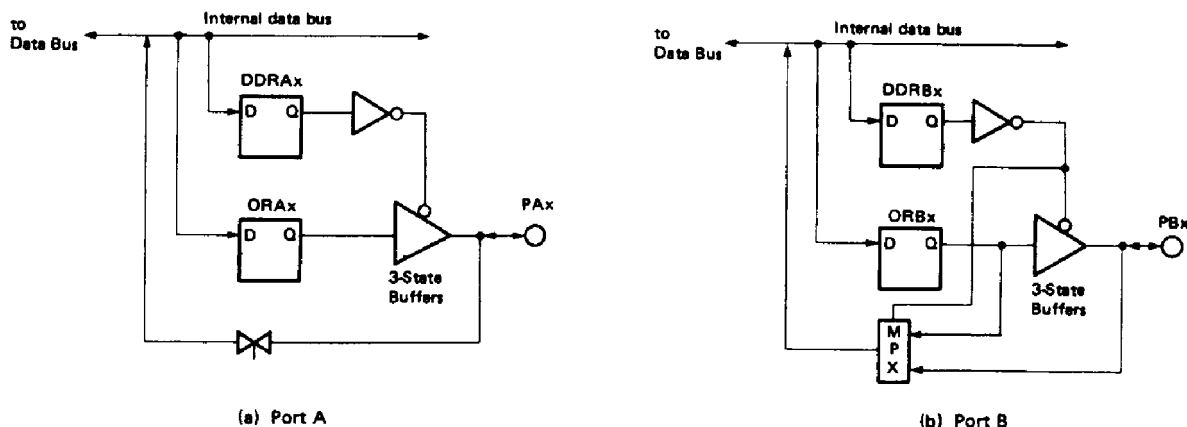 to
Data Bus
Internal data bus
DDRAx
D Q
ORAx
D Q
PAx
3-State
Buffers
(a) Port A
to
Data Bus
Internal data bus
DDRBx
D Q
ORBx
D Q
PBx
3-State
Buffers
M
P
X
(b) Port B